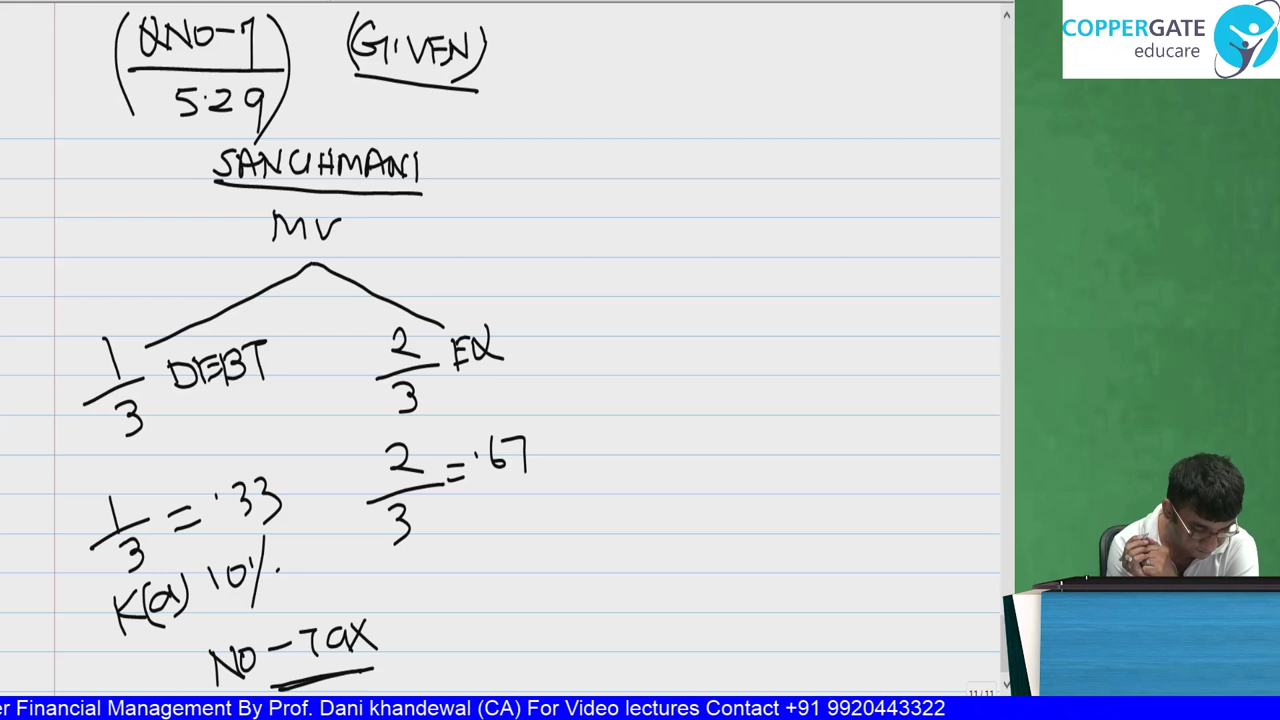 (QNO-7) (GIVEN)
5.29
SANCHMANI
MV
1/3 DEBT 2/3 EQ
1/3 = .33 2/3 = .67
K(d) 10%
NO - Tax
COPPERGATE
educare
11/11
er Financial Management By Prof. Dani khandewal (CA) For Video lectures Contact +91 9920443322